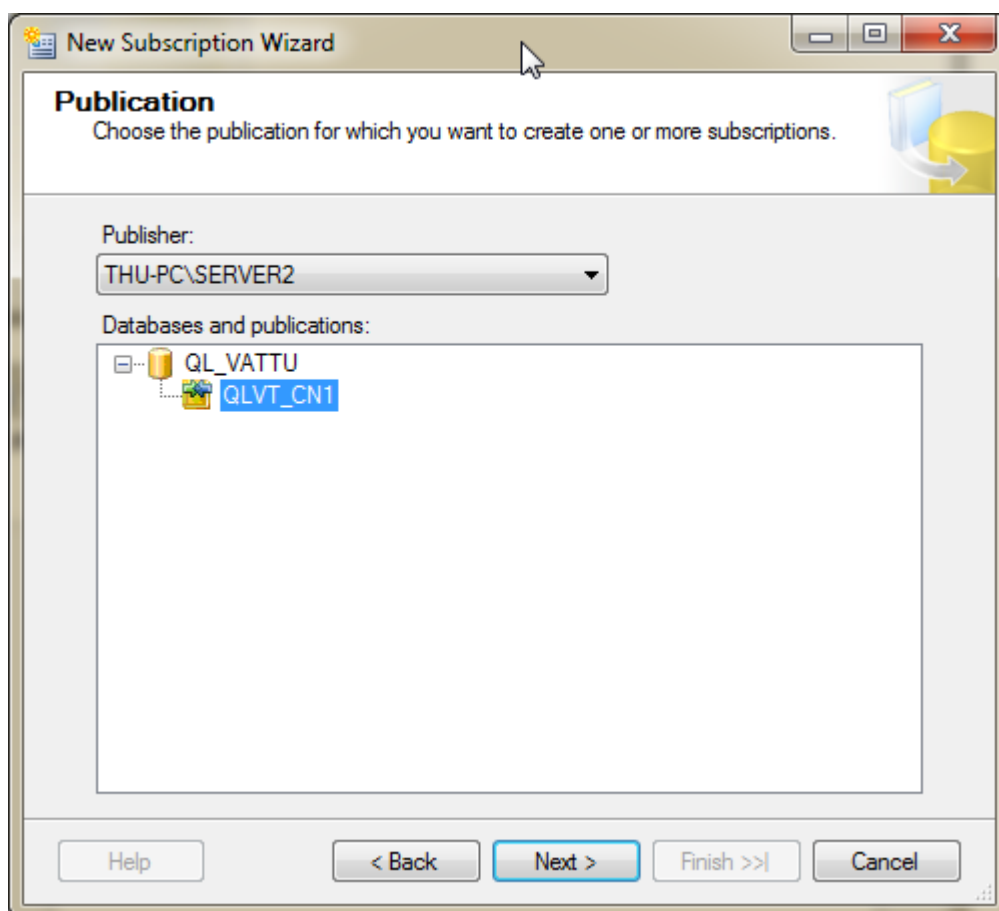 New Subscription Wizard
Publication
Choose the publication for which you want to create one or more subscriptions.
Publisher:
THU-PC\SERVER2
Databases and publications:
QL_VATTU
QLVT_CN1
Help
< Back
Next >
Finish >>|
Cancel